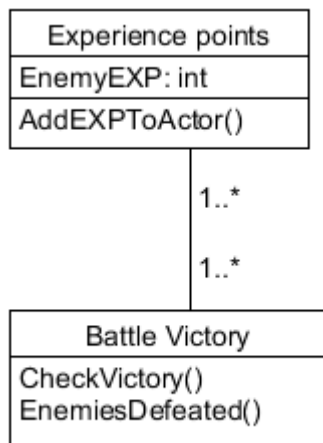 Experience points
EnemyEXP: int
AddEXPToActor()
1..*
1..*
Battle Victory
CheckVictory()
EnemiesDefeated()